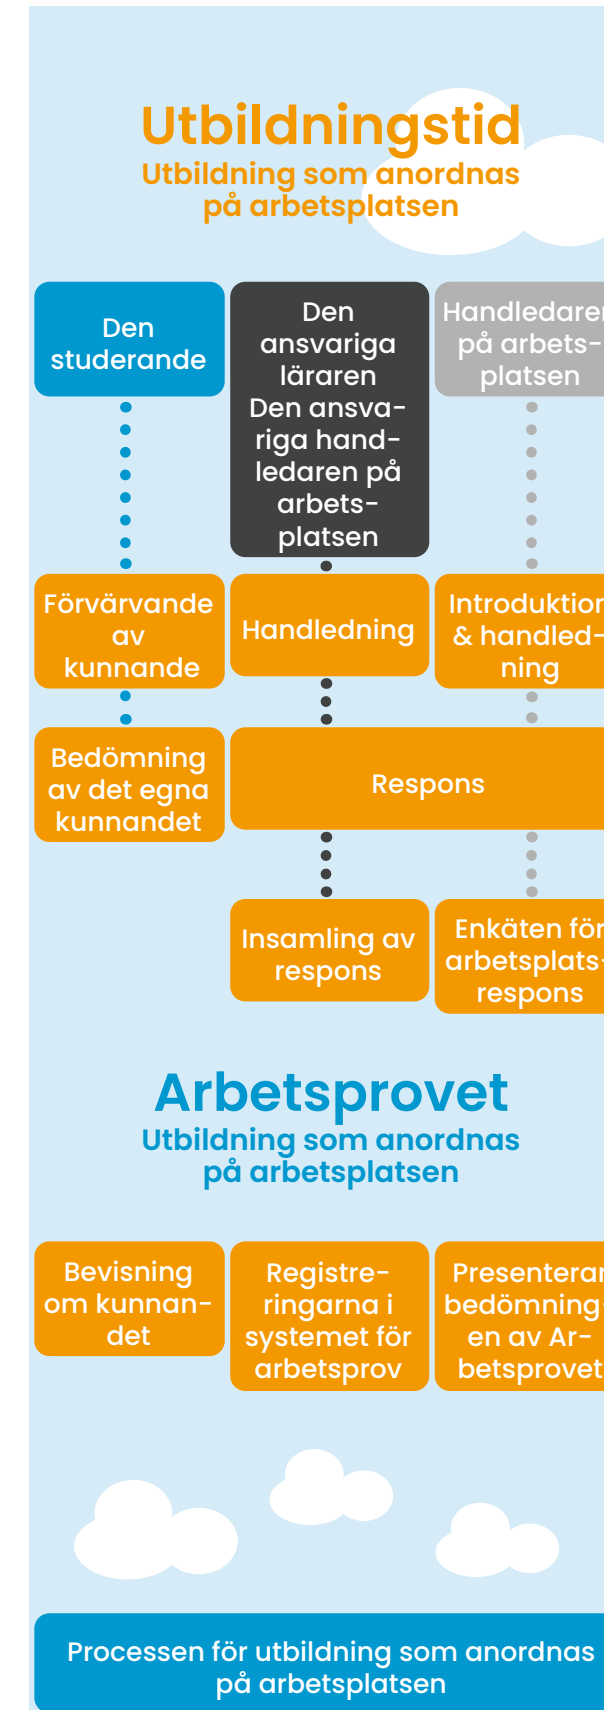 Utbildningstid
Utbildning som anordnas
på arbetsplatsen
Den
studerande
Den
ansvariga
läraren
Den ansva-
riga hand-
ledaren på
arbets-
platsen
Handledaren
på arbets-
platsen
Förvärvande
av
kunnande
Handledning
Introduktion
& handled-
ning
Bedömning
av det egna
kunnandet
Respons
Insamling av
respons
Enkäten för
arbetsplats-
respons
Arbetsprovet
Utbildning som anordnas
på arbetsplatsen
Bevisning
om kunnan-
det
Registre-
ringarna i
systemet för
arbetsprov
Presenterar
bedömning-
en av Ar-
betsprovet
Processen för utbildning som anordnas
på arbetsplatsen